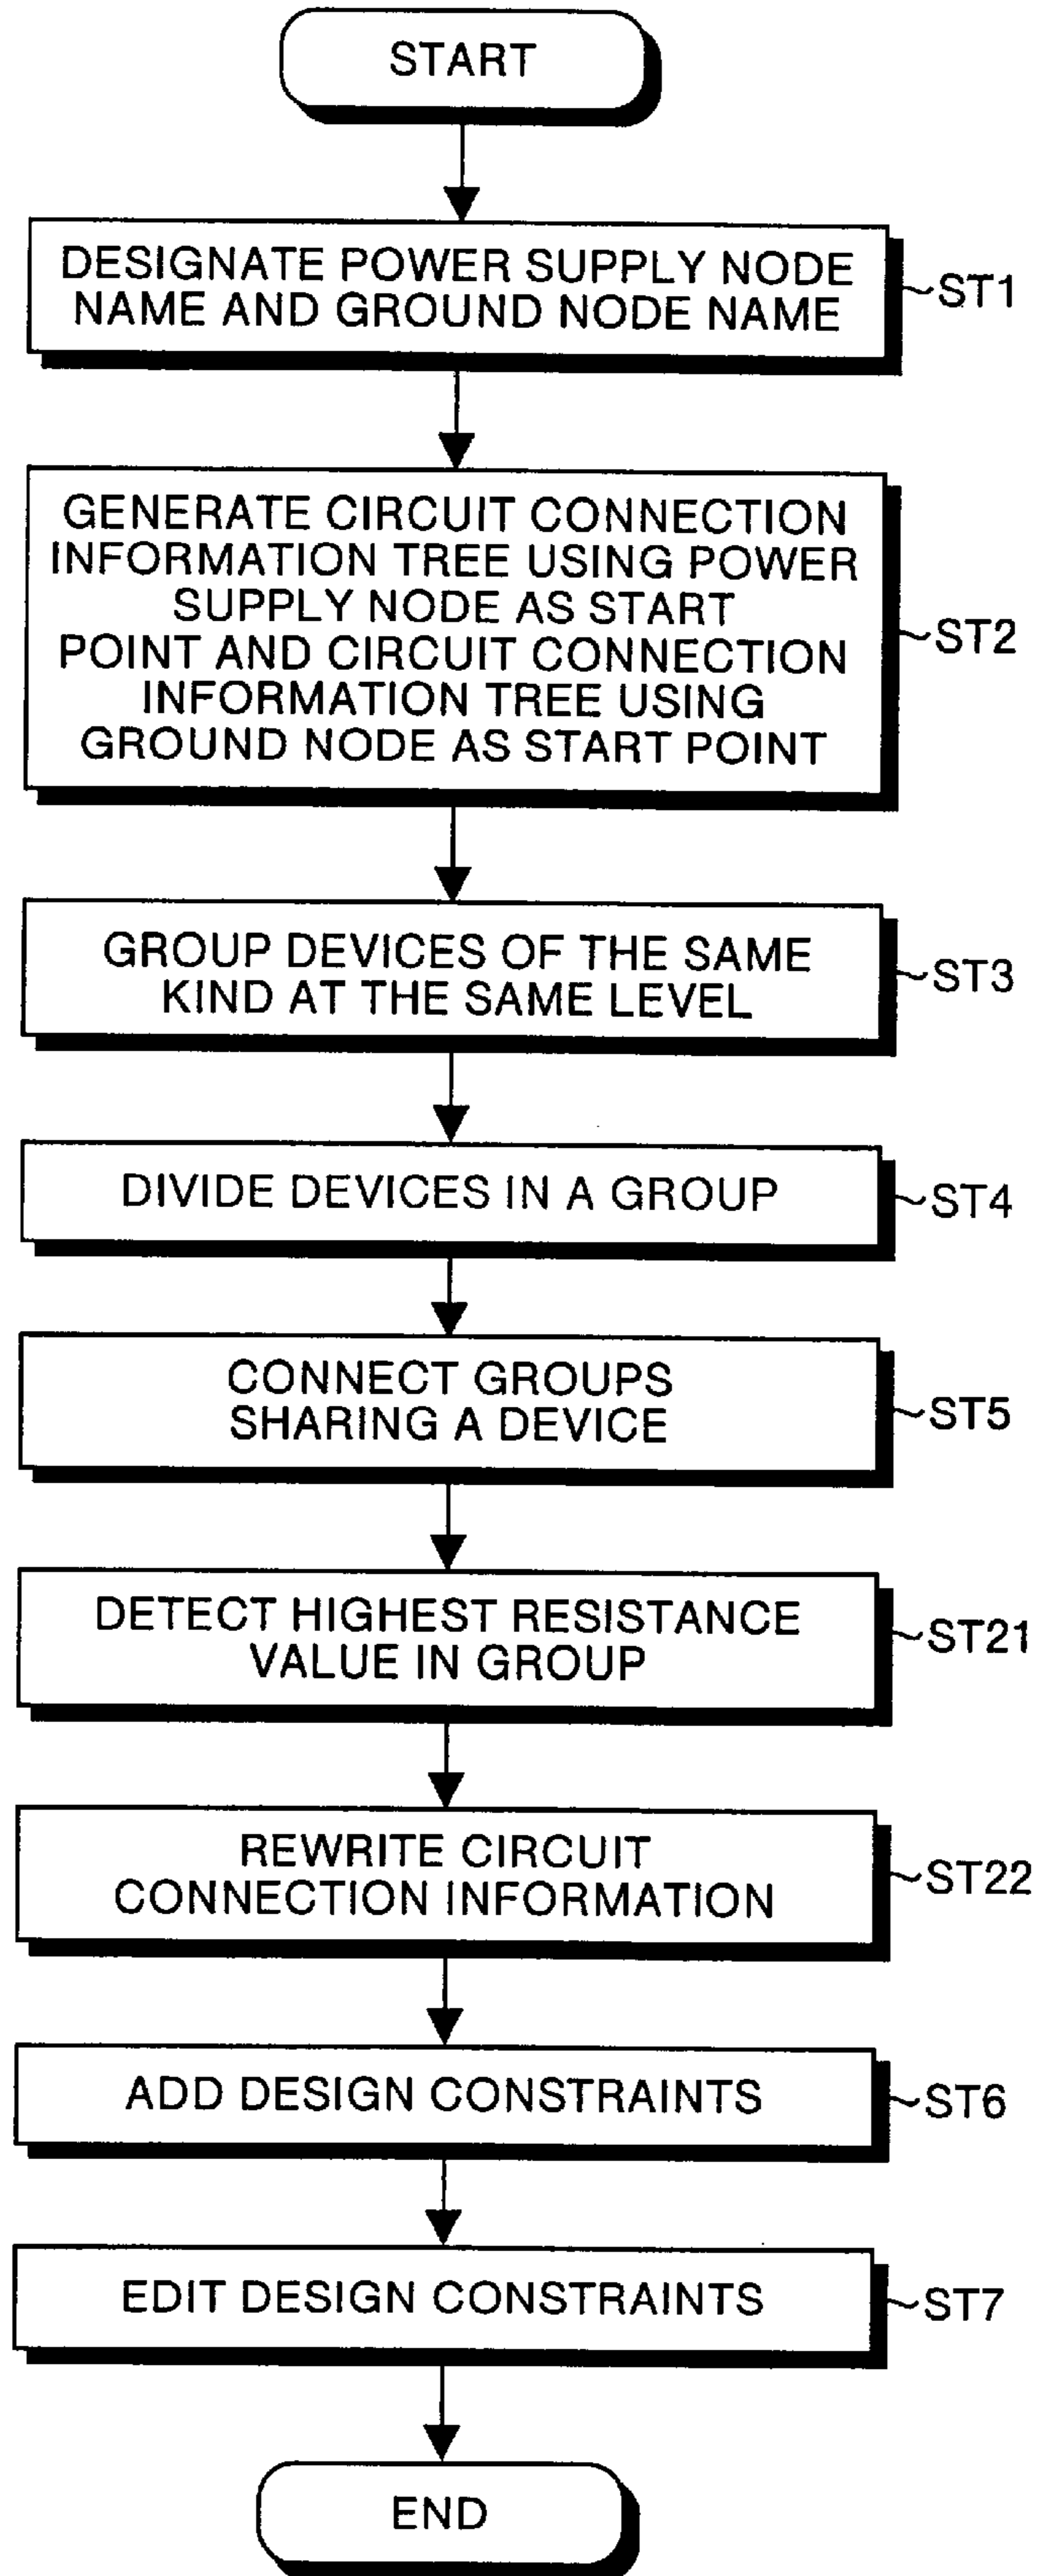 START
DESIGNATE POWER SUPPLY NODE
NAME AND GROUND NODE NAME
ST1
GENERATE CIRCUIT CONNECTION
INFORMATION TREE USING POWER
SUPPLY NODE AS START
POINT AND CIRCUIT CONNECTION
INFORMATION TREE USING
GROUND NODE AS START POINT
ST2
GROUP DEVICES OF THE SAME
KIND AT THE SAME LEVEL
ST3
DIVIDE DEVICES IN A GROUP
ST4
CONNECT GROUPS
SHARING A DEVICE
ST5
DETECT HIGHEST RESISTANCE
VALUE IN GROUP
ST21
REWRITE CIRCUIT
CONNECTION INFORMATION
ST22
ADD DESIGN CONSTRAINTS
ST6
EDIT DESIGN CONSTRAINTS
ST7
END